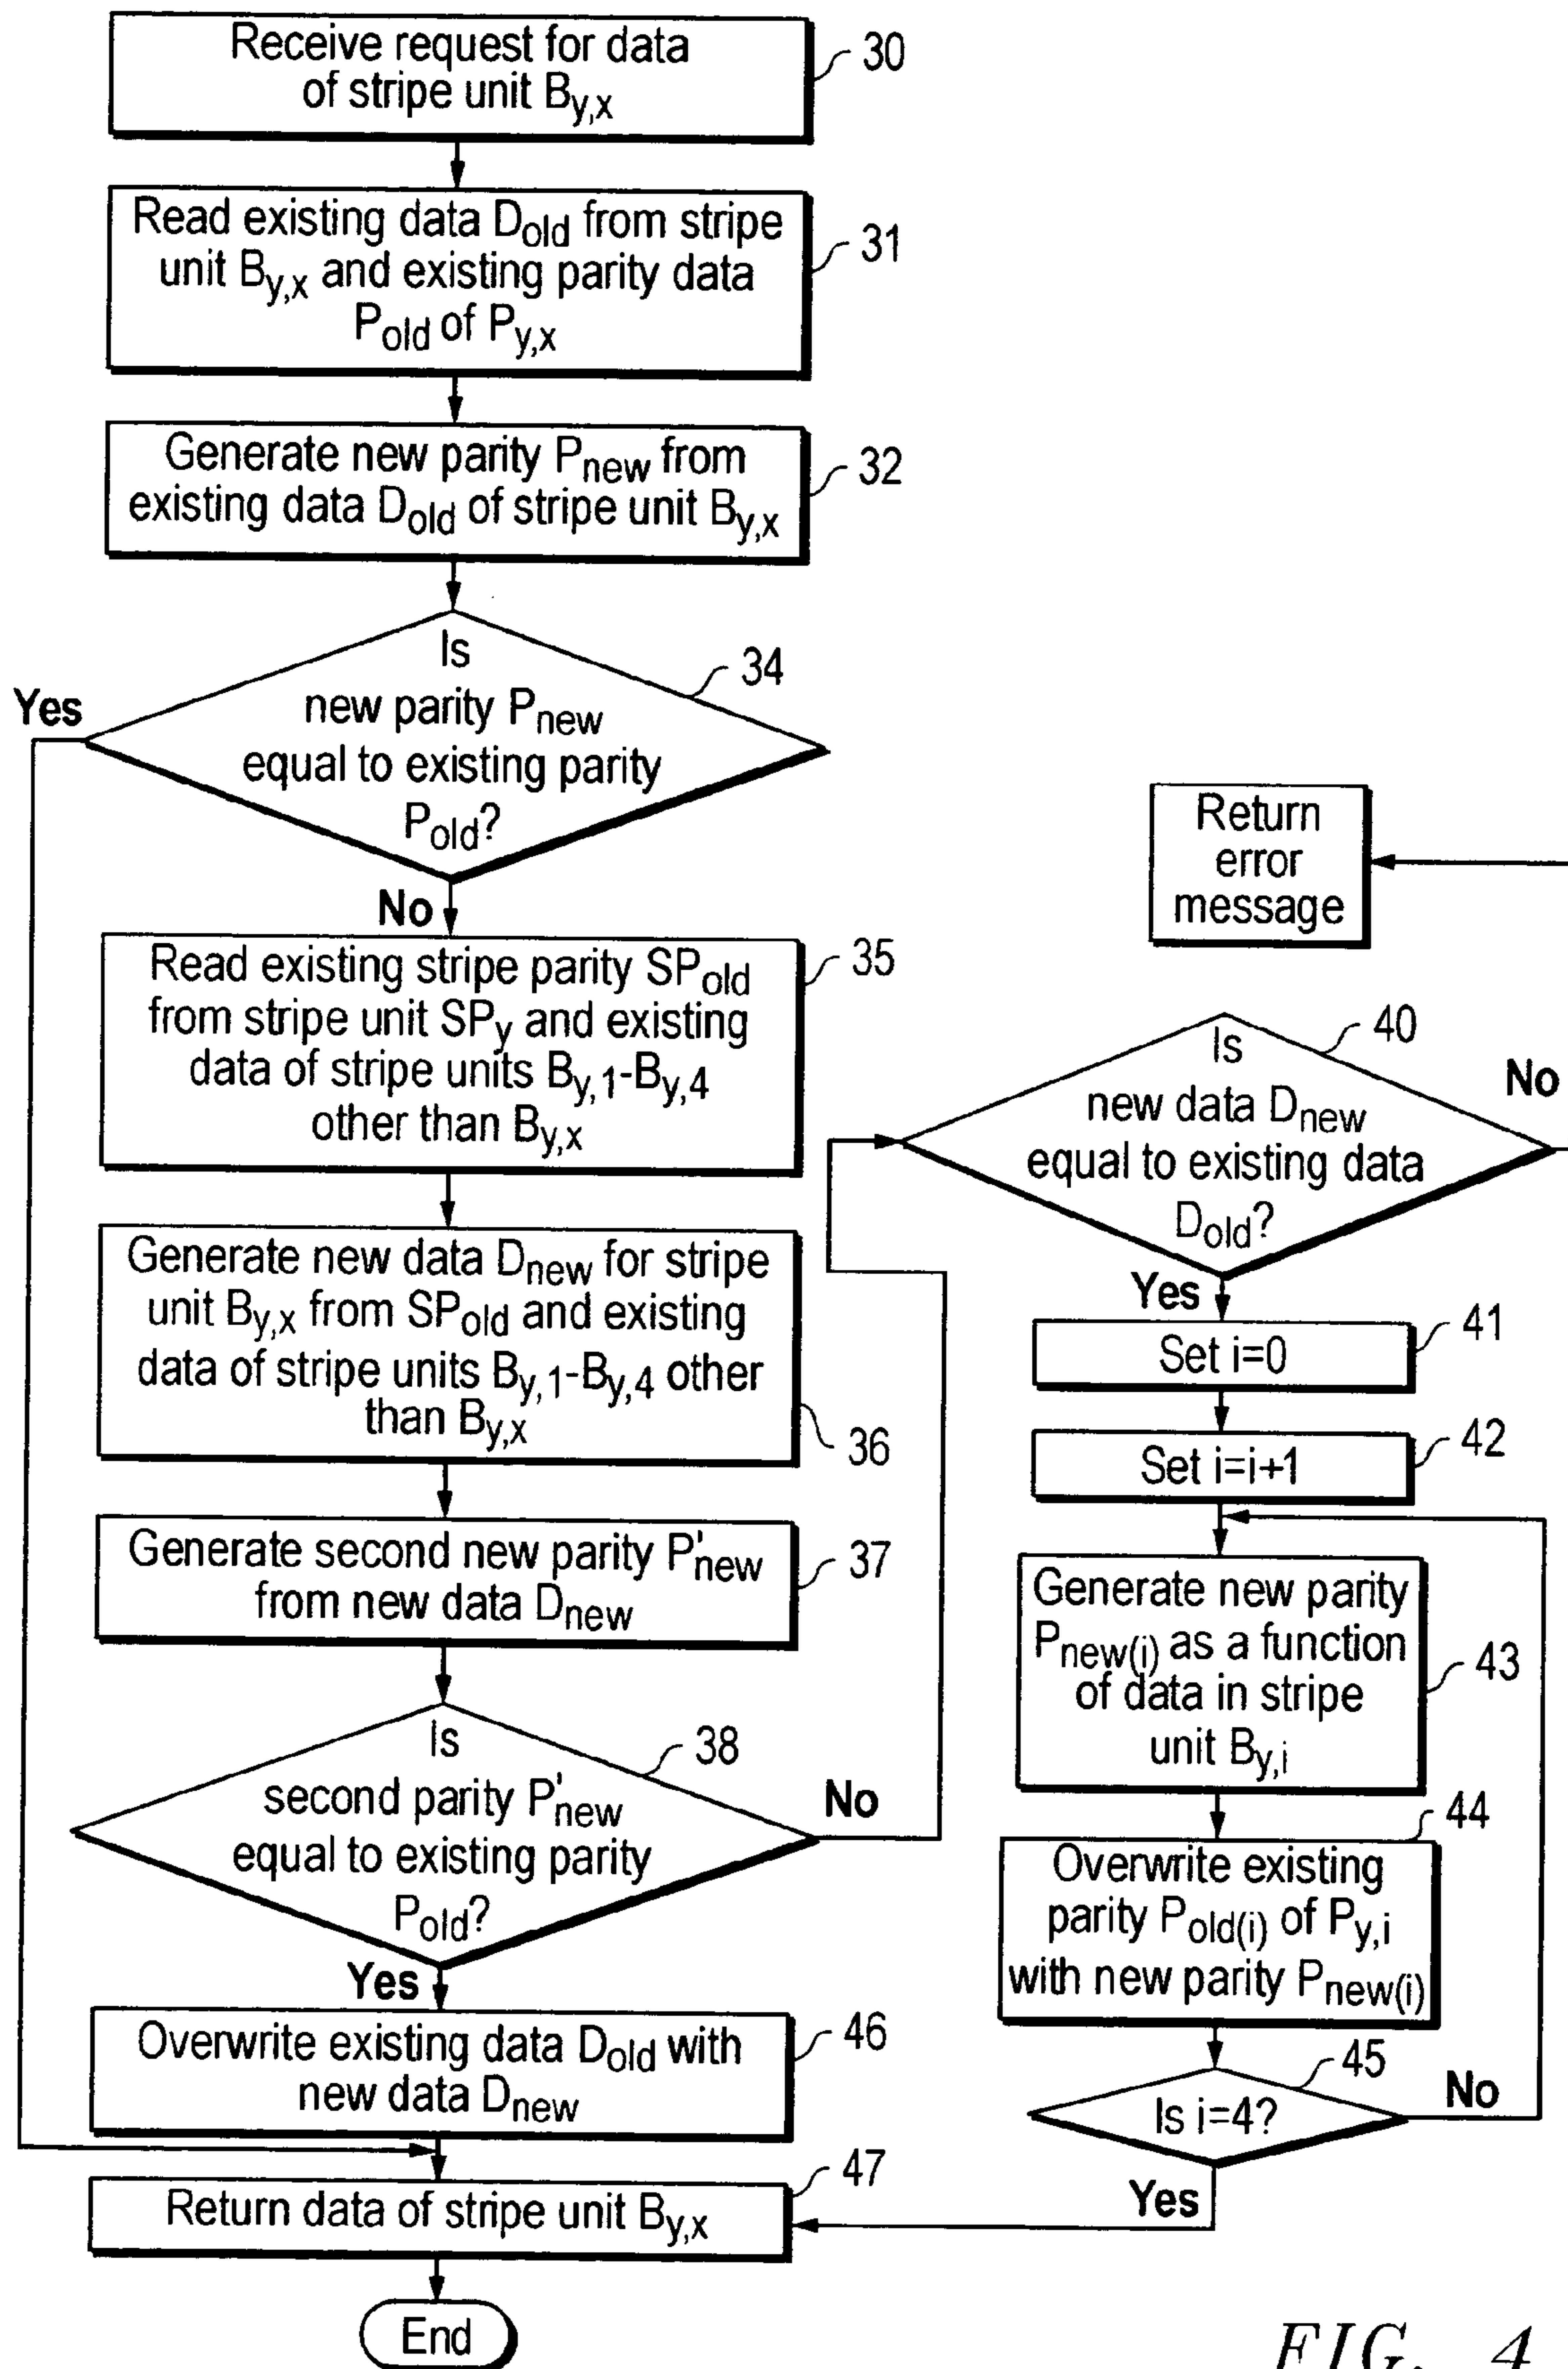 Receive request for data
of stripe unit By,x
30
Read existing data Dold from stripe
unit By,x and existing parity data
Pold of Py,x
31
Generate new parity Pnew from
existing data Dold of stripe unit By,x
32
Is
new parity Pnew
equal to existing parity
Pold?
34
Yes
No
Read existing stripe parity SPold
from stripe unit SPy and existing
data of stripe units By,1-By,4
other than By,x
35
Generate new data Dnew for stripe
unit By,x from SPold and existing
data of stripe units By,1-By,4 other
than By,x
36
Generate second new parity P'new
from new data Dnew
37
Is
second parity P'new
equal to existing parity
Pold?
38
No
Yes
Overwrite existing data Dold with
new data Dnew
46
Return data of stripe unit By,x
47
End
Return
error
message
Is
new data Dnew
equal to existing data
Dold?
40
No
Yes
Set i=0
41
Set i=i+1
42
Generate new parity
Pnew(i) as a function
of data in stripe
unit By,i
43
Overwrite existing
parity Pold(i) of Py,i
with new parity Pnew(i)
44
Is i=4?
45
No
Yes
FIG. 4